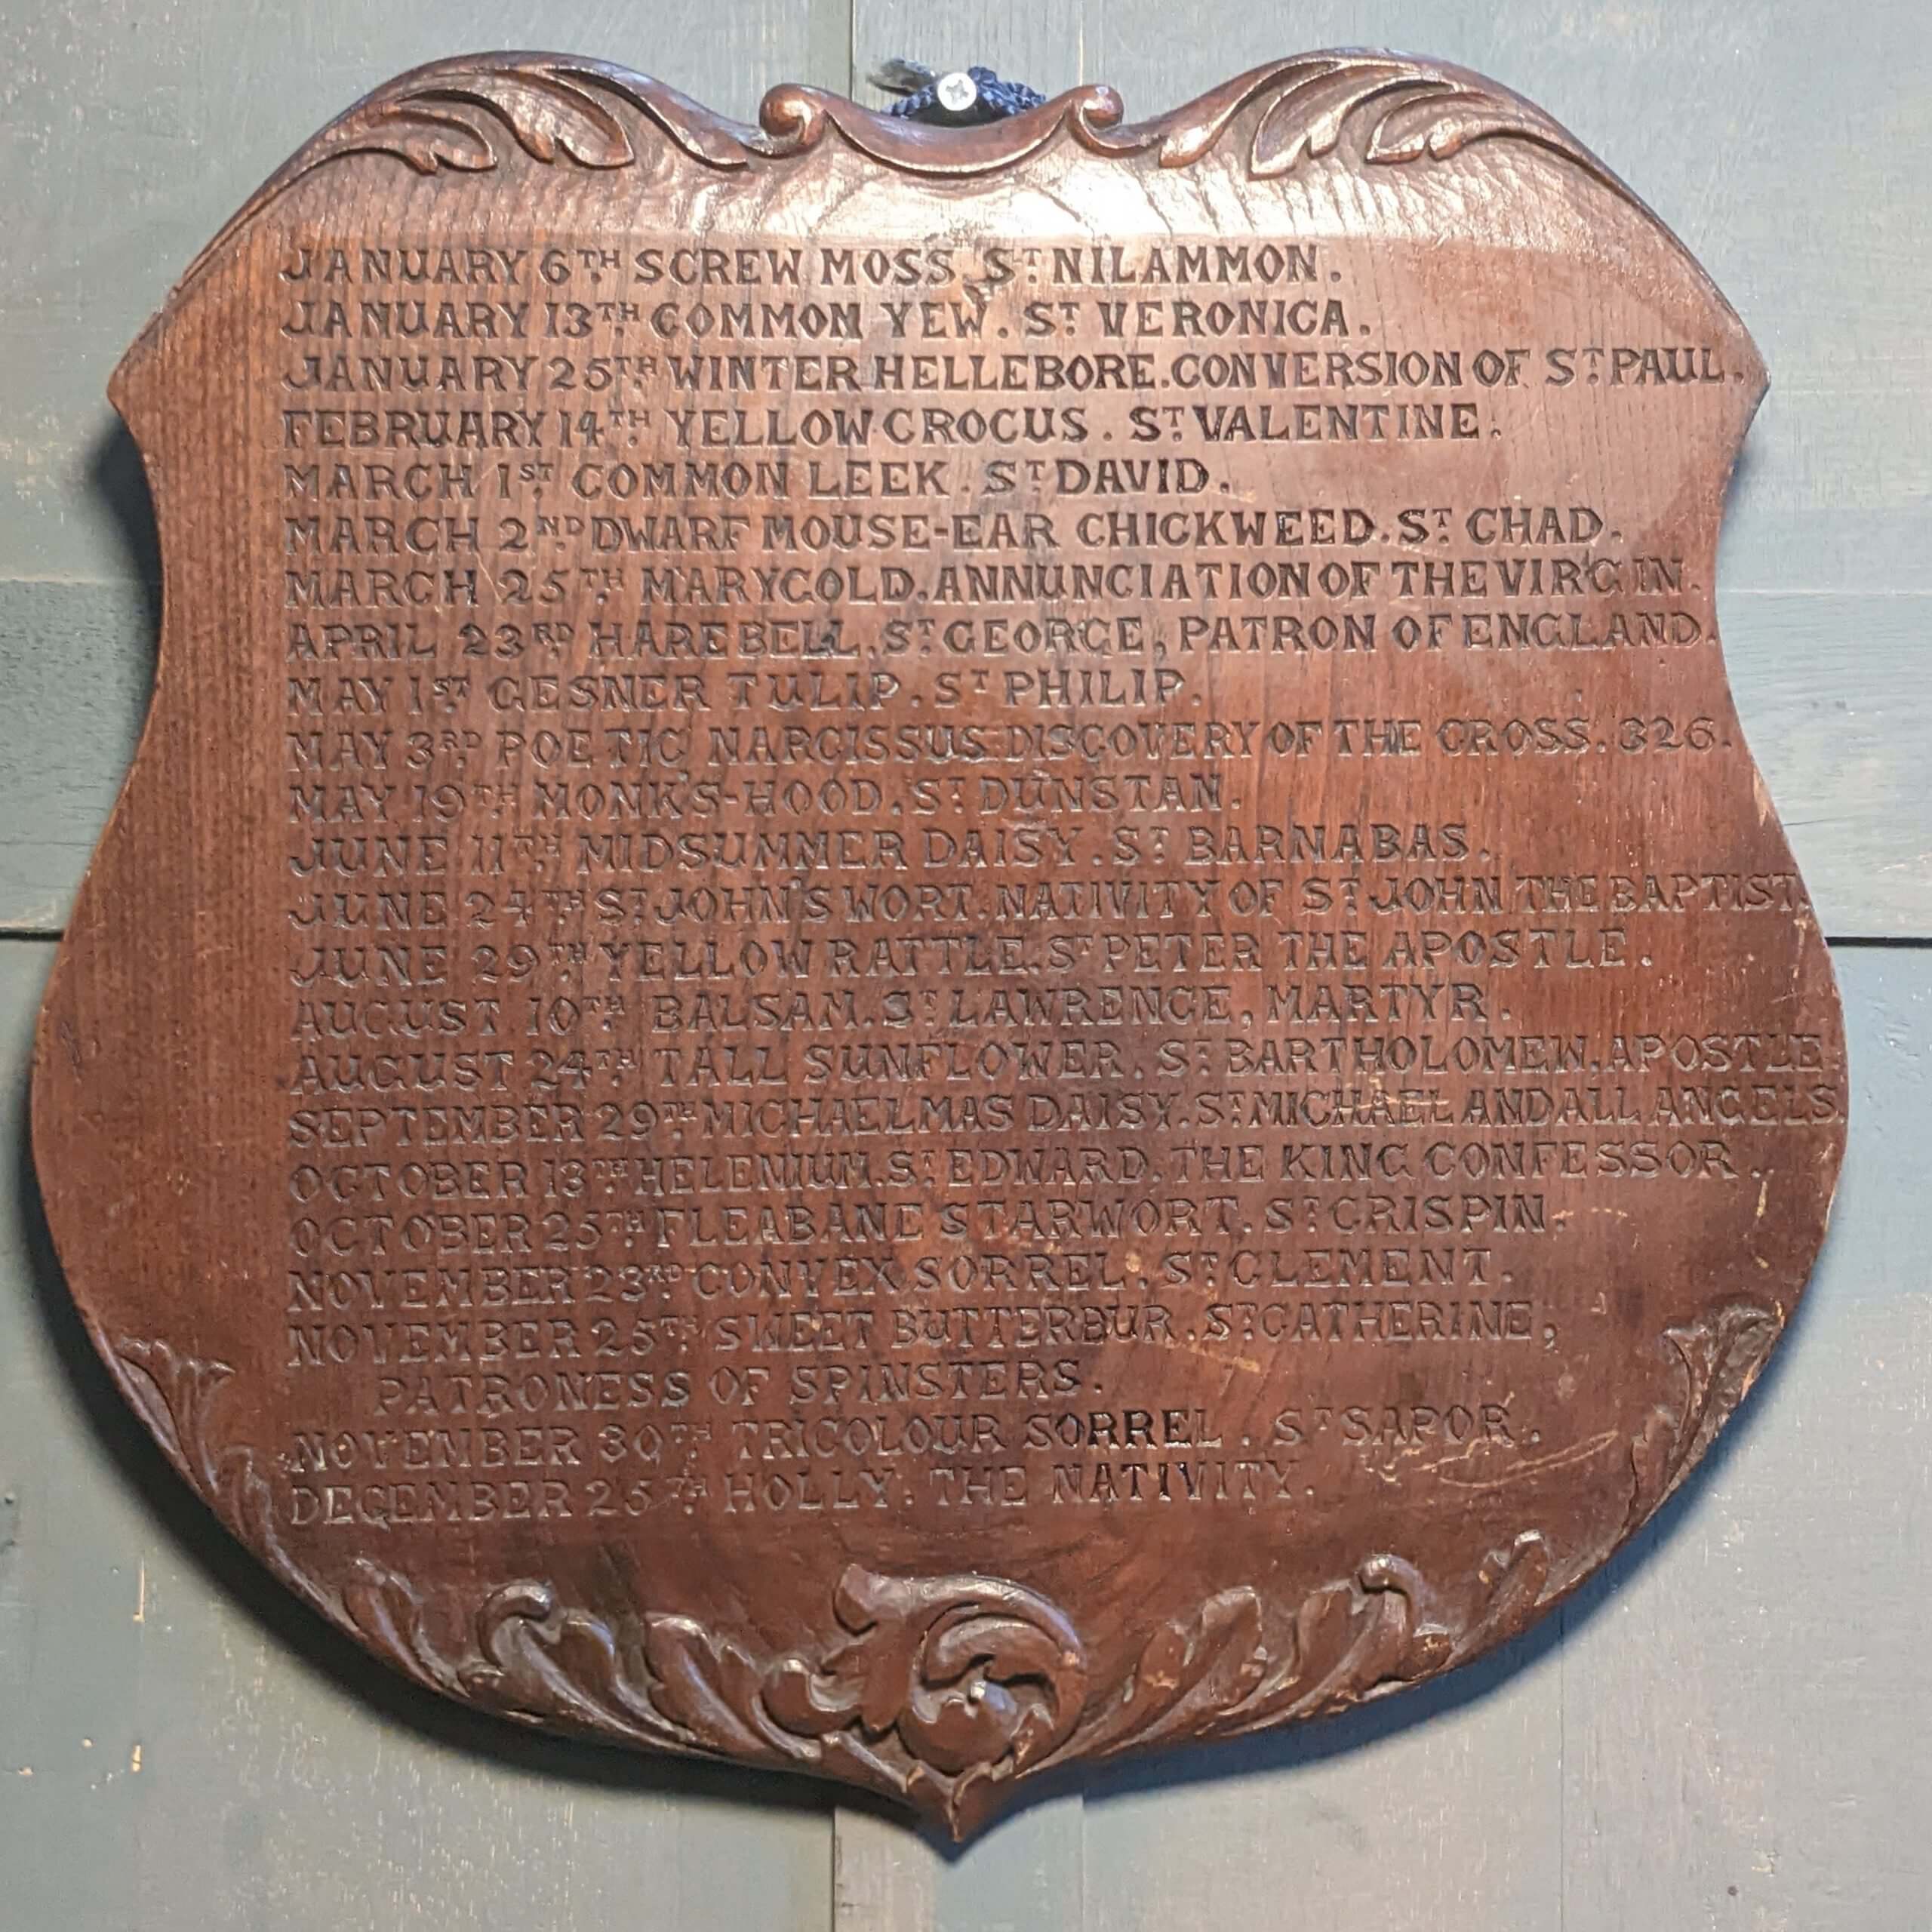 JANUARY 6TH SCREW MOSS. ST NILAMMON.
JANUARY 13TH COMMON YEW. ST VERONICA.
JANUARY 25TH WINTER HELLEBORE. CONVERSION OF ST PAUL.
FEBRUARY 14TH YELLOW CROCUS. ST VALENTINE.
MARCH 1ST COMMON LEEK. ST DAVID.
MARCH 2ND DWARF MOUSE-EAR CHICKWEED. ST CHAD.
MARCH 25TH MARYGOLD. ANNUNCIATION OF THE VIRGIN.
APRIL 23RD HAREBELL. ST GEORGE, PATRON OF ENGLAND.
MAY 1ST GESNER TULIP. ST PHILIP.
MAY 3RD POETIC NARCISSUS. DISCOVERY OF THE CROSS. 326.
MAY 19TH MONK'S-HOOD. ST DUNSTAN.
JUNE 11TH MIDSUMMER DAISY. ST BARNABAS.
JUNE 24TH ST JOHN'S WORT. NATIVITY OF ST JOHN THE BAPTIST.
JUNE 29TH YELLOW RATTLE. ST PETER THE APOSTLE.
AUGUST 10TH BALSAM. ST LAWRENCE, MARTYR.
AUGUST 24TH TALL SUNFLOWER. ST BARTHOLOMEW. APOSTLE
SEPTEMBER 29TH MICHAELMAS DAISY. ST MICHAEL AND ALL ANGELS.
OCTOBER 13TH HELENIUM. ST EDWARD. THE KING CONFESSOR.
OCTOBER 25TH FLEABANE STARWORT. ST CRISPIN.
NOVEMBER 23RD CONVEX SORREL. ST CLEMENT.
NOVEMBER 25TH SWEET BUTTERBUR. ST CATHERINE,
PATRONESS OF SPINSTERS.
NOVEMBER 30TH TRICOLOUR SORREL. ST SAPOR.
DECEMBER 25TH HOLLY. THE NATIVITY.